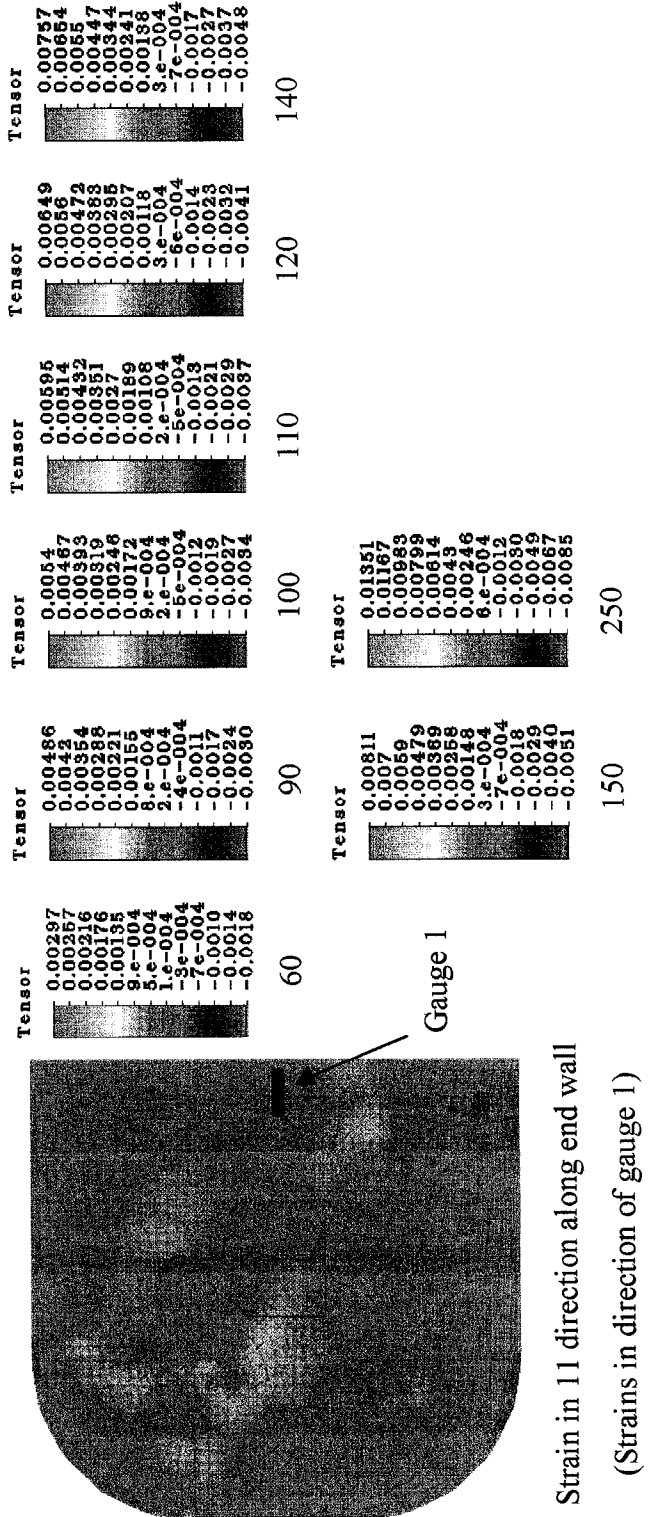 Tensor
0.00297
0.00257
0.00216
0.00176
0.00135
9.e-004
5.e-004
1.e-004
-3e-004
-7e-004
-0.0010
-0.0014
-0.0018
60
Tensor
0.00486
0.0042
0.00354
0.00288
0.00221
0.00155
8.e-004
2.e-004
-4e-004
-0.0011
-0.0017
-0.0024
-0.0030
90
Tensor
0.0054
0.00467
0.00393
0.00319
0.00246
0.00172
9.e-004
2.e-004
-5e-004
-0.0012
-0.0019
-0.0027
-0.0034
100
Tensor
0.00595
0.00514
0.00432
0.00351
0.0027
0.00189
0.00108
2.e-004
-5e-004
-0.0013
-0.0021
-0.0029
-0.0037
110
Tensor
0.00649
0.0056
0.00472
0.00383
0.00295
0.00207
0.00118
3.e-004
-5e-004
-0.0014
-0.0023
-0.0032
-0.0041
120
Tensor
0.00757
0.00654
0.0055
0.00447
0.00344
0.00241
0.00138
3.e-004
-7e-004
-0.0017
-0.0027
-0.0037
-0.0048
140
Tensor
0.00811
0.007
0.0059
0.00479
0.00369
0.00258
0.00148
3.e-004
-7e-004
-0.0018
-0.0029
-0.0040
-0.0051
150
Tensor
0.01351
0.01167
0.00983
0.00799
0.00614
0.0043
0.00246
6.e-004
-0.0012
-0.0030
-0.0049
-0.0067
-0.0085
250
Gauge 1
Strain in 11 direction along end wall
(Strains in direction of gauge 1)